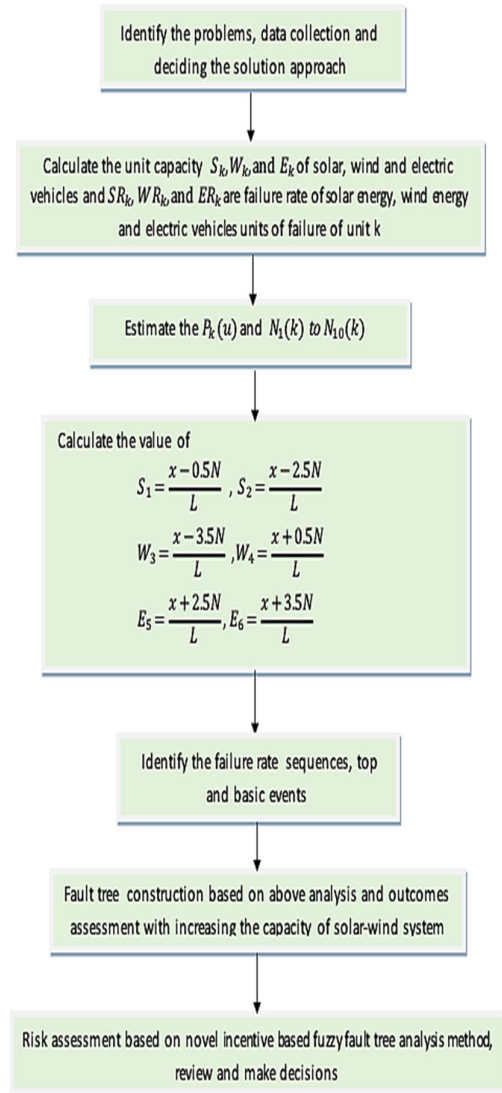 Identify the problems, data collection and
deciding the solution approach
Calculate the unit capacity S_k, W_k, and E_k of solar, wind and electric
vehicles and SR_k, WR_k, and ER_k are failure rate of solar energy, wind energy
and electric vehicles units of failure of unit k
Estimate the P_k(u) and N_1(k) to N_10(k)
Calculate the value of
S_1 = (x−0.5N)/L , S_2 = (x−2.5N)/L
W_3 = (x−3.5N)/L , W_4 = (x+0.5N)/L
E_5 = (x+2.5N)/L , E_6 = (x+3.5N)/L
Identify the failure rate sequences, top
and basic events
Fault tree construction based on above analysis and outcomes
assessment with increasing the capacity of solar-wind system
Risk assessment based on novel incentive based fuzzy fault tree analysis method,
review and make decisions